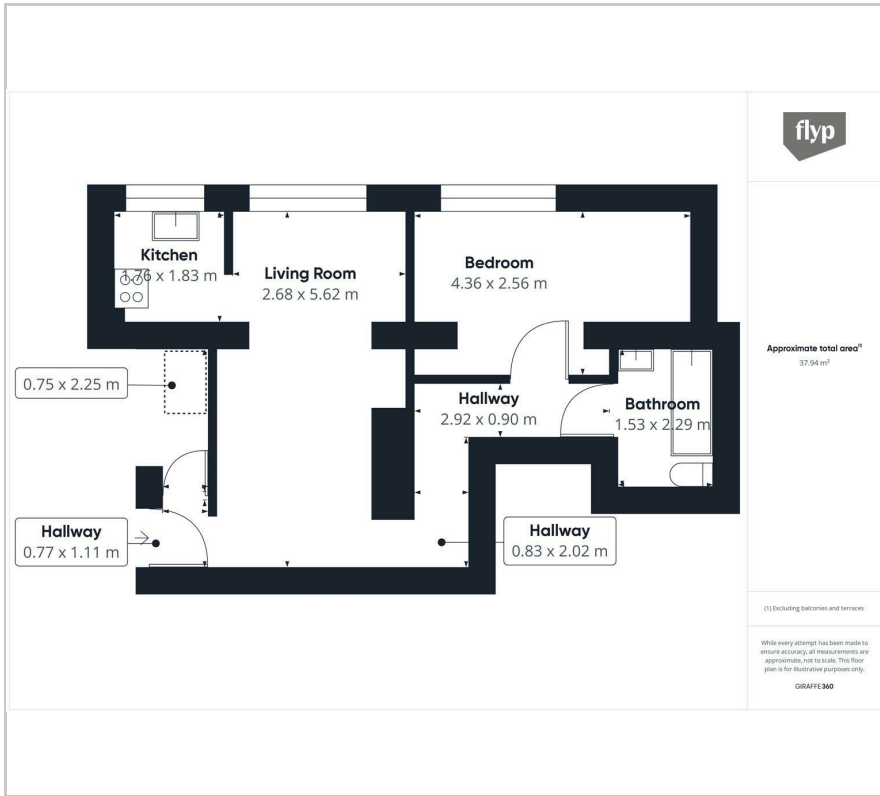 flyp
Kitchen
1.76 x 1.83 m
Living Room
2.68 x 5.62 m
Bedroom
4.36 x 2.56 m
0.75 x 2.25 m
Hallway
2.92 x 0.90 m
Bathroom
1.53 x 2.29 m
Hallway
0.77 x 1.11 m
Hallway
0.83 x 2.02 m
Approximate total area⁽¹⁾
37.94 m²
(1) Excluding balconies and terraces
While every attempt has been made to
ensure accuracy, all measurements are
approximate, not to scale. This floor
plan is for illustrative purposes only.
GIRAFFE360